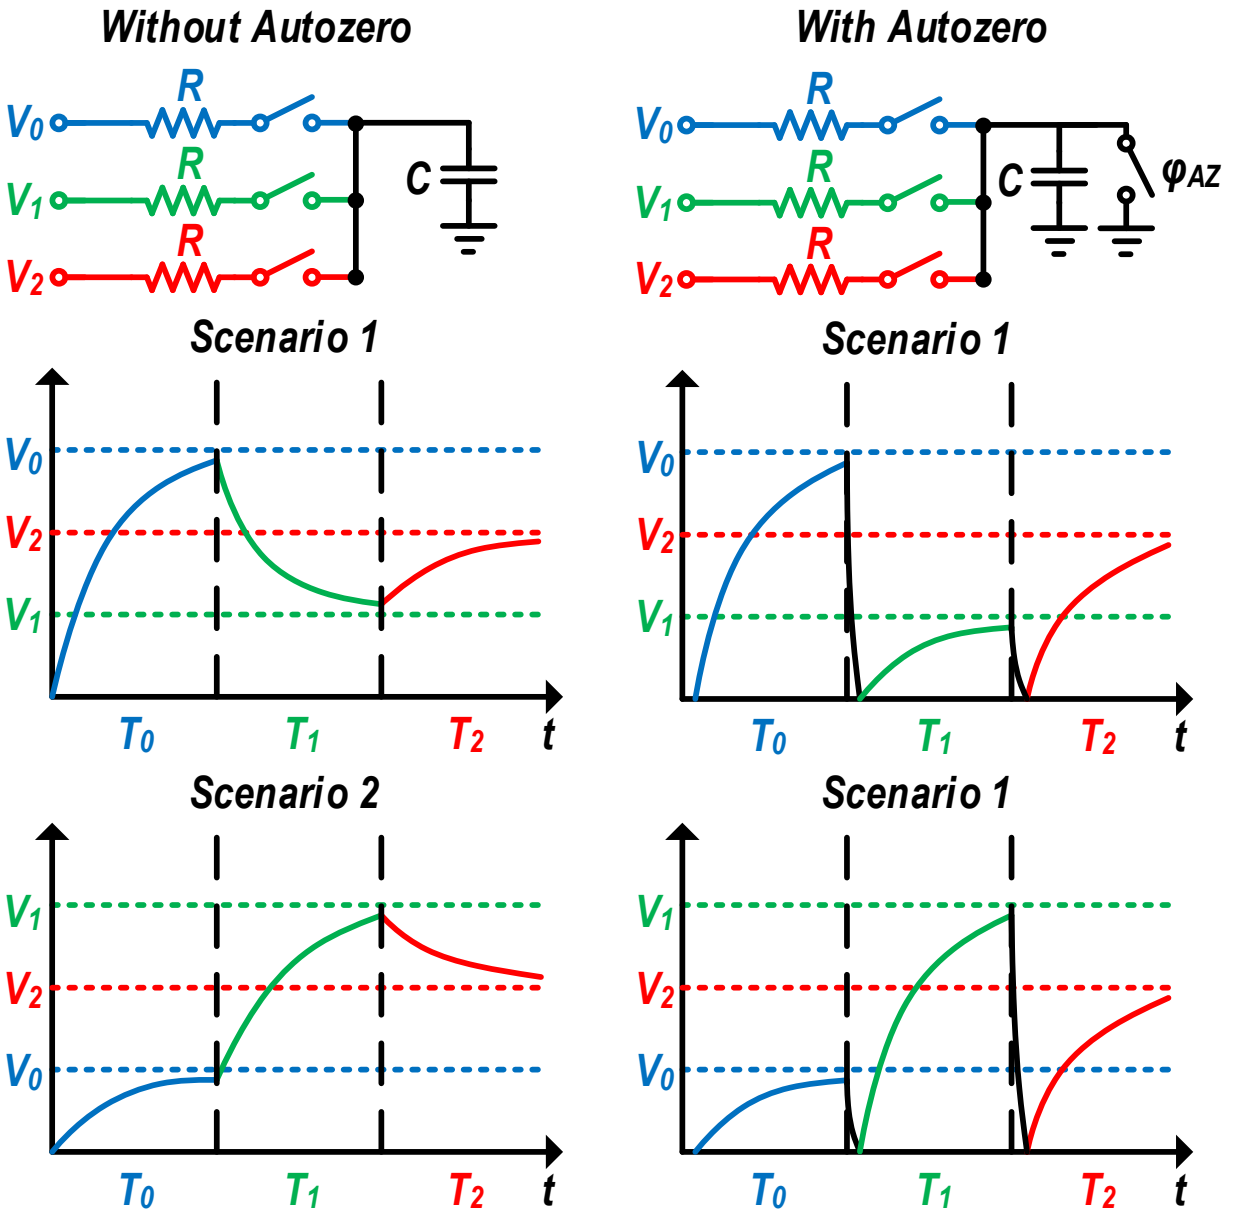 Without Autozero
With Autozero
V0
R
V1
R
V2
R
C
V0
R
V1
R
V2
R
C
φAZ
Scenario 1
V0
V2
V1
T0
T1
T2
t
Scenario 1
V0
V2
V1
T0
T1
T2
t
Scenario 2
V1
V2
V0
T0
T1
T2
t
Scenario 1
V1
V2
V0
T0
T1
T2
t